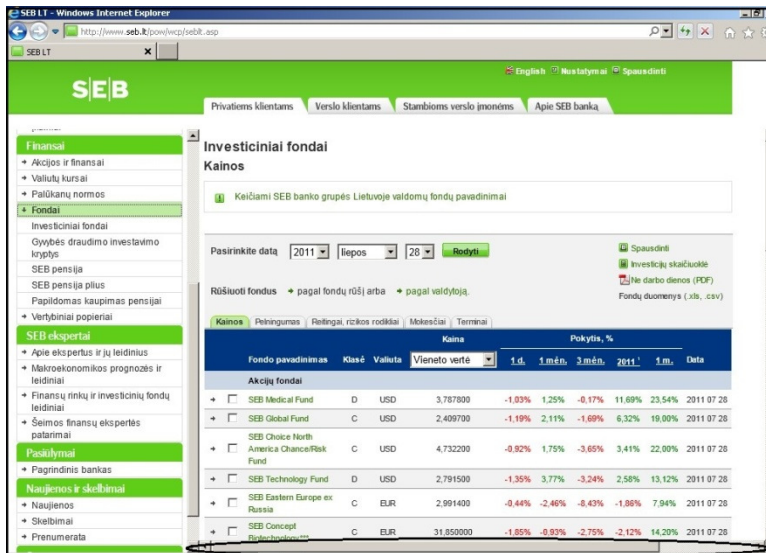 SEB LT - Windows Internet Explorer
http://www.seb.lt/pow/wcp/seblt.asp
SEB LT
English Nustatymai Spausdinti
S|E|B
Privatiems klientams Verslo klientams Stambioms verslo įmonėms Apie SEB banką
Finansai
Akcijos ir finansai
Valiutų kursai
Palūkanų normos
Fondai
Investiciniai fondai
Gyvybės draudimo investavimo
kryptys
SEB pensija
SEB pensija plius
Papildomas kaupimas pensijai
Vertybiniai popieriai
SEB ekspertai
Apie ekspertus ir jų leidinius
Makroekonomikos prognozės ir
leidiniai
Finansų rinkų ir investicinių fondų
leidiniai
Šeimos finansų ekspertės
patarimai
Pasiūlymai
Pagrindinis bankas
Naujienos ir skelbimai
Naujienos
Skelbimai
Prenumerata
Investiciniai fondai
Kainos
Keičiami SEB banko grupės Lietuvoje valdomų fondų pavadinimai
Pasirinkite datą 2011 liepos 28 Rodyti
Spausdinti
Investicijų skaičiuoklė
Ne darbo dienos (PDF)
Fondų duomenys (.xls, .csv)
Rūšiuoti fondus pagal fondų rūšį arba pagal valdytoją.
Kainos Pelningumas Reitingai, rizikos rodikliai Mokesčiai Terminai
Kaina Pokytis, %
Fondo pavadinimas Klasė Valiuta Vieneto vertė 1 d. 1 mėn. 3 mėn. 2011 ¹ 1 m. Data
Akcijų fondai
SEB Medical Fund D USD 3,787800 -1,03% 1,25% -0,17% 11,69% 23,54% 2011 07 28
SEB Global Fund C USD 2,409700 -1,19% 2,11% -1,69% 6,32% 19,00% 2011 07 28
SEB Choice North
America Chance/Risk
Fund C USD 4,732200 -0,92% 1,75% -3,65% 3,41% 22,00% 2011 07 28
SEB Technology Fund D USD 2,791500 -1,35% 3,77% -3,24% 2,58% 13,12% 2011 07 28
SEB Eastern Europe ex
Russia C EUR 2,991400 -0,44% -2,46% -8,43% -1,86% 7,94% 2011 07 28
SEB Concept
Biotechnology*** C EUR 31,850000 -1,85% -0,93% -2,75% -2,12% 14,20% 2011 07 28